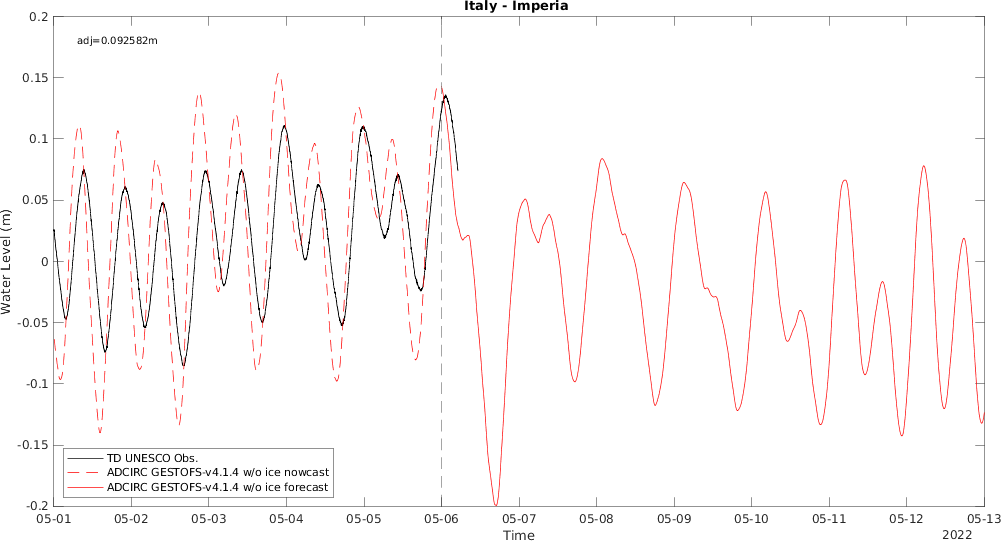 Italy - Imperia
adj=0.092582m
0.2
0.15
0.1
0.05
0
-0.05
-0.1
-0.15
-0.2
Water Level (m)
TD UNESCO Obs.
ADCIRC GESTOFS-v4.1.4 w/o ice nowcast
ADCIRC GESTOFS-v4.1.4 w/o ice forecast
05-01 05-02 05-03 05-04 05-05 05-06 05-07 05-08 05-09 05-10 05-11 05-12 05-13
Time
2022